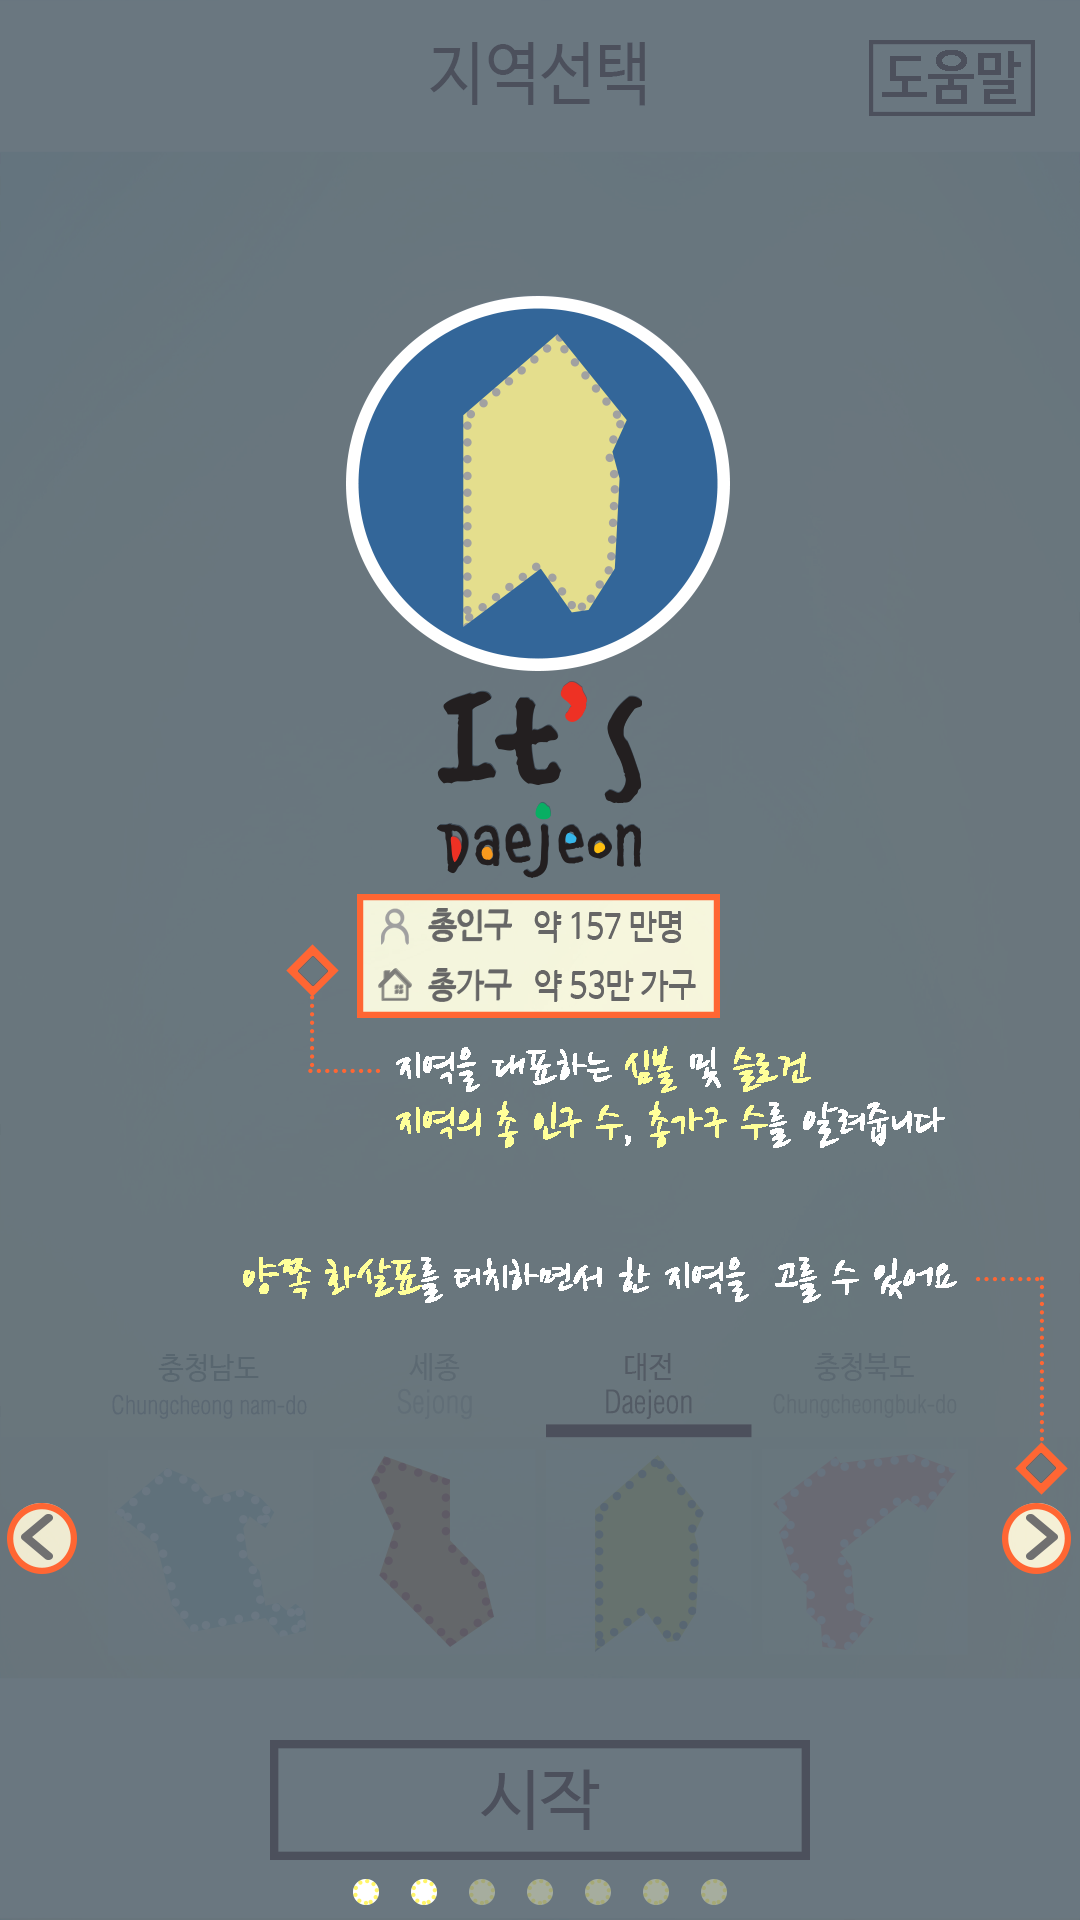 지역선택
도움말
It's
Daejeon
총인구 약 157 만명
총가구 약 53만 가구
지역을 대표하는 심볼 및 슬로건
지역의 총 인구 수, 총가구 수를 알려줍니다
양쪽 화살표를 터치하면서 한 지역을 고를 수 있어요
충청남도
Chungcheong nam-do
세종
Sejong
대전
Daejeon
충청북도
Chungcheongbuk-do
시작